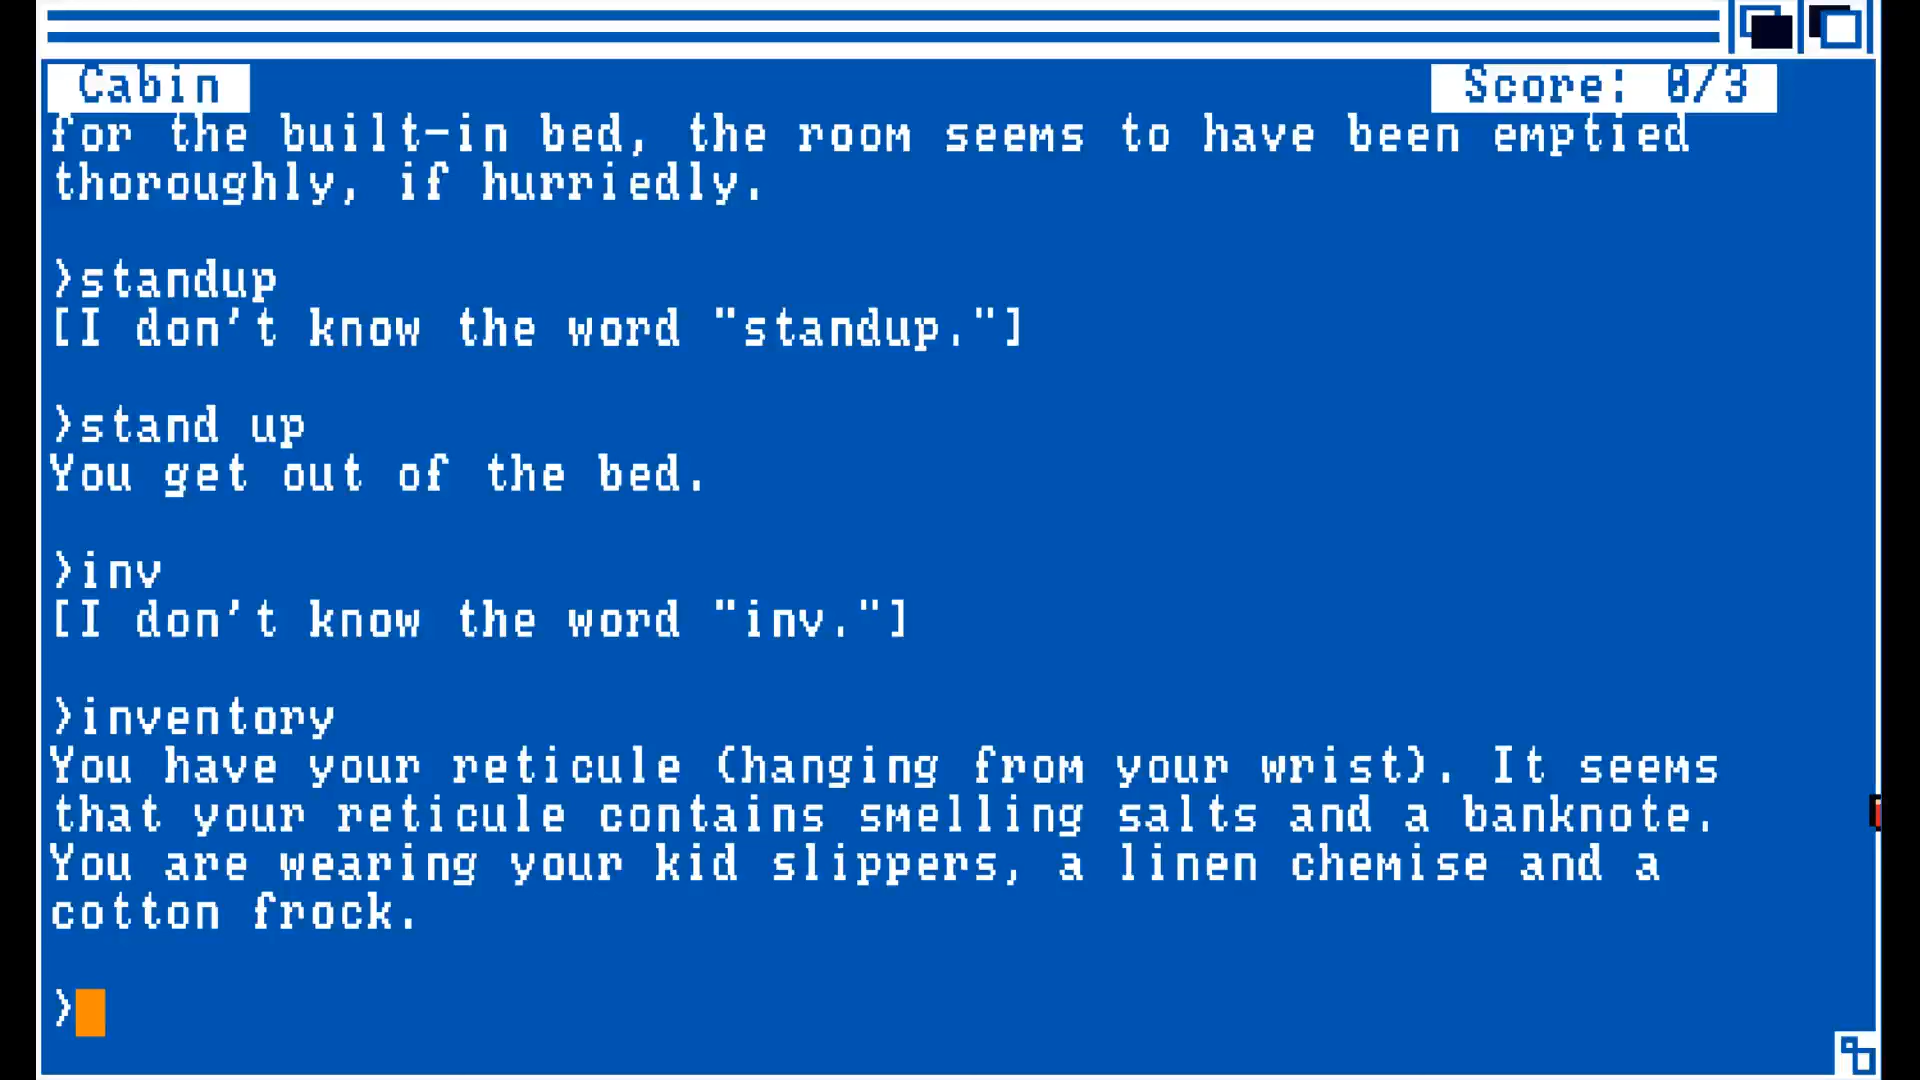 Cabin Score: 0/3
for the built-in bed, the room seems to have been emptied
thoroughly, if hurriedly.
>standup
[I don't know the word "standup."]
>stand up
You get out of the bed.
>inv
[I don't know the word "inv."]
>inventory
You have your reticule (hanging from your wrist). It seems
that your reticule contains smelling salts and a banknote.
You are wearing your kid slippers, a linen chemise and a
cotton frock.
>